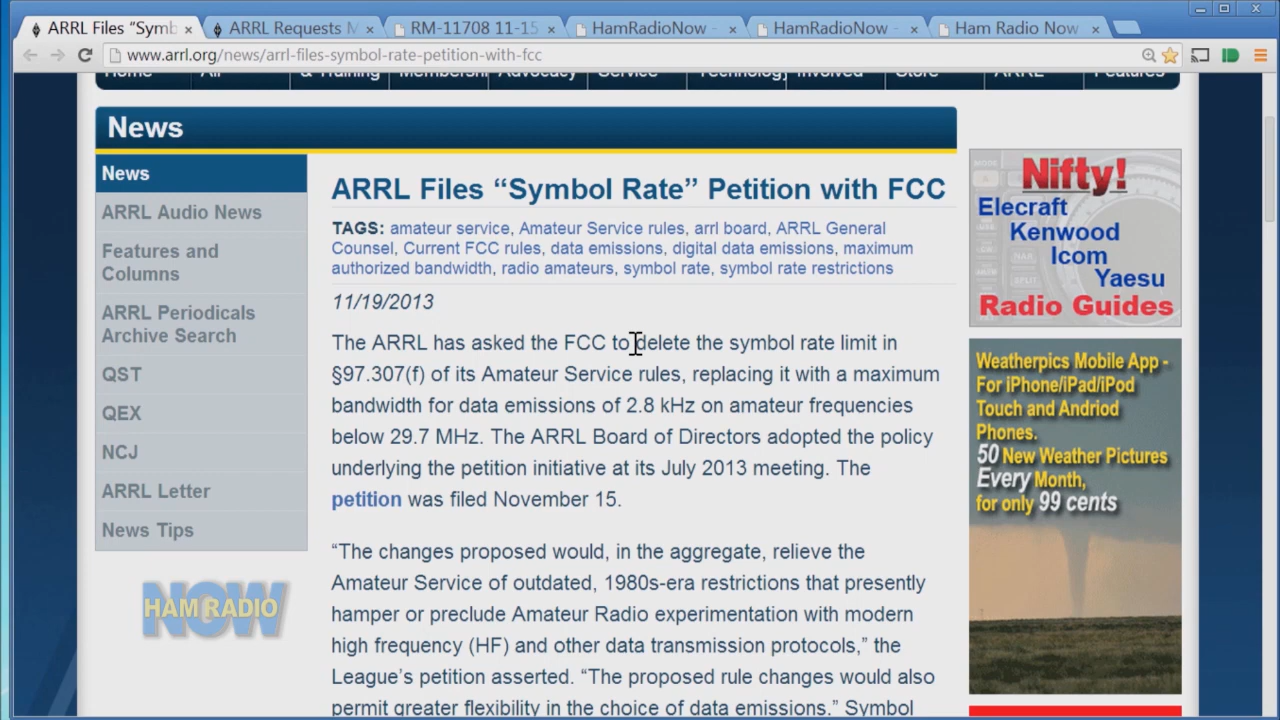 ARRL Files “Symb
ARRL Requests M
RM-11708 11-15
HamRadioNow -
HamRadioNow -
Ham Radio Now
www.arrl.org/news/arrl-files-symbol-rate-petition-with-fcc
& Training
Advocacy
Service
Technology
Involved
Store
ARRL
Features
News
News
ARRL Audio News
Features and
Columns
ARRL Periodicals
Archive Search
QST
QEX
NCJ
ARRL Letter
News Tips
HAM RADIO
NOW
ARRL Files “Symbol Rate” Petition with FCC
TAGS: amateur service, Amateur Service rules, arrl board, ARRL General
Counsel, Current FCC rules, data emissions, digital data emissions, maximum
authorized bandwidth, radio amateurs, symbol rate, symbol rate restrictions
11/19/2013
The ARRL has asked the FCC to delete the symbol rate limit in
§97.307(f) of its Amateur Service rules, replacing it with a maximum
bandwidth for data emissions of 2.8 kHz on amateur frequencies
below 29.7 MHz. The ARRL Board of Directors adopted the policy
underlying the petition initiative at its July 2013 meeting. The
petition was filed November 15.
“The changes proposed would, in the aggregate, relieve the
Amateur Service of outdated, 1980s-era restrictions that presently
hamper or preclude Amateur Radio experimentation with modern
high frequency (HF) and other data transmission protocols,” the
League’s petition asserted. “The proposed rule changes would also
permit greater flexibility in the choice of data emissions.” Symbol
Nifty!
Elecraft
Kenwood
Icom
Yaesu
Radio Guides
Weatherpics Mobile App -
For iPhone/iPad/iPod
Touch and Andriod
Phones.
50 New Weather Pictures
Every Month,
for only 99 cents